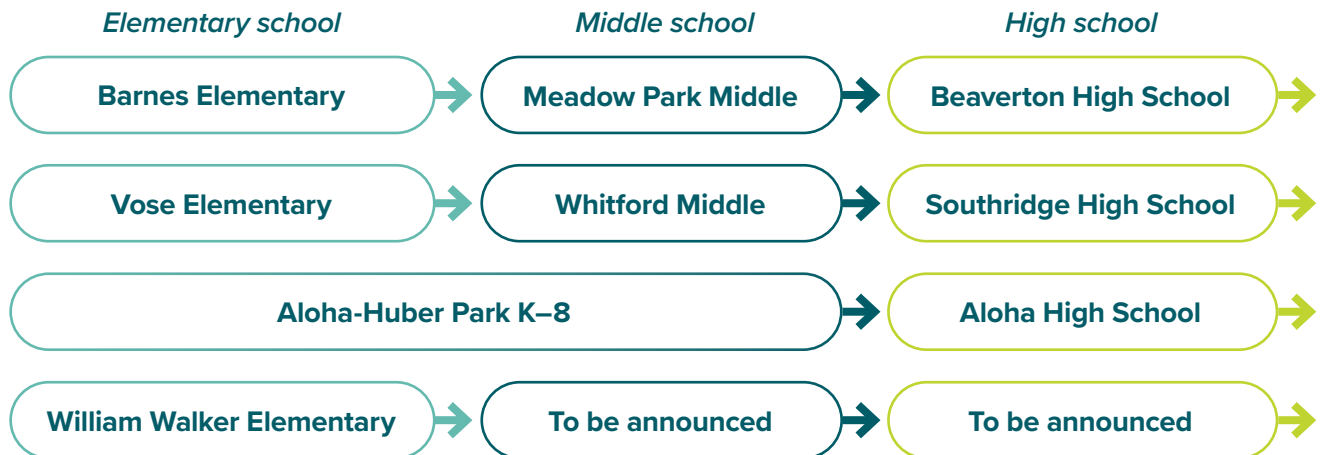 Elementary school
Middle school
High school
Barnes Elementary
Meadow Park Middle
Beaverton High School
Vose Elementary
Whitford Middle
Southridge High School
Aloha-Huber Park K–8
Aloha High School
William Walker Elementary
To be announced
To be announced